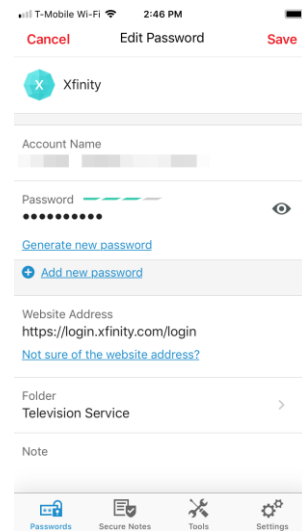 T-Mobile Wi-Fi 2:46 PM
Cancel Edit Password Save
X Xfinity
Account Name
Password
Generate new password
Add new password
Website Address
https://login.xfinity.com/login
Not sure of the website address?
Folder
Television Service
Note
Passwords Secure Notes Tools Settings